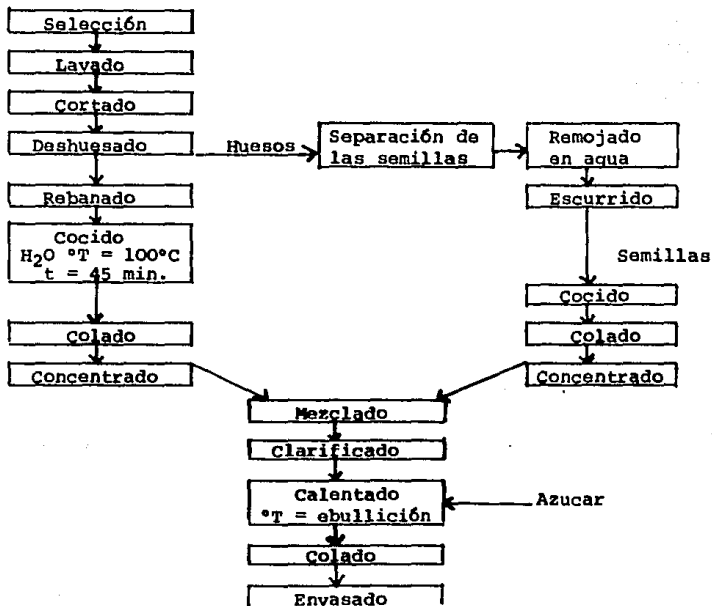 Selección
Lavado
Cortado
Deshuesado
Huesos
Separación de
las semillas
Remojado
en agua
Rebanado
Escurrido
Cocido
H₂O °T = 100°C
t = 45 min.
Semillas
Cocido
Colado
Colado
Concentrado
Concentrado
Mezclado
Clarificado
Calentado
°T = ebullición
Azucar
Colado
Envasado